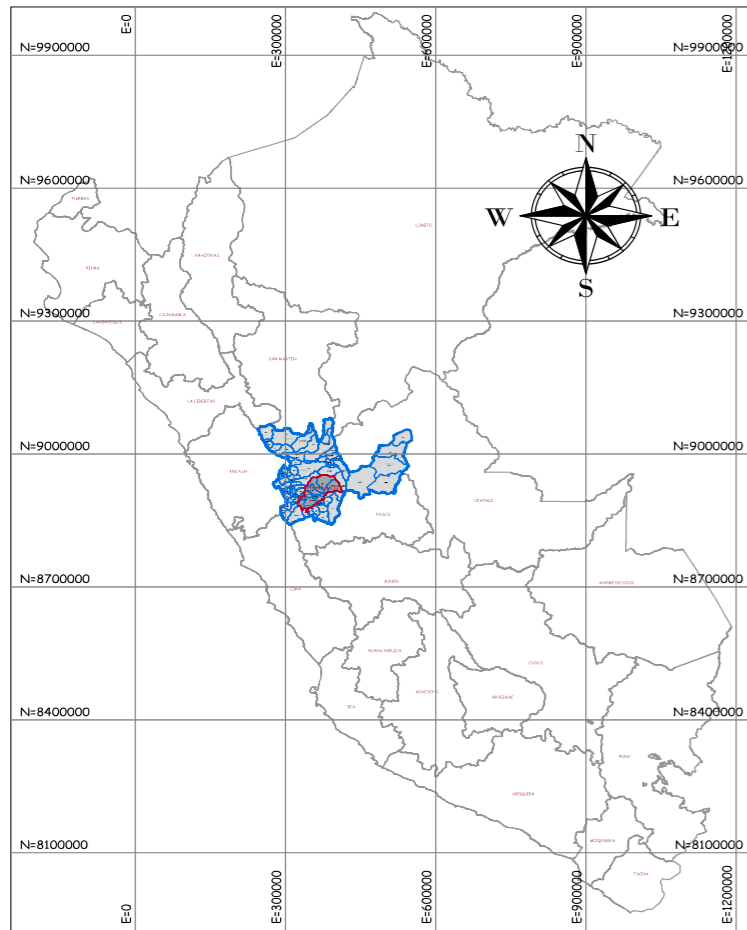 E=0
E=300000
E=600000
E=900000
E=1200000
N=9900000
N=9900000
N
N=9600000
N=9600000
TUMBES
W
E
LORETO
AMAZONAS
PIURA
S
CAJAMARCA
LAMBAYEQUE
N=9300000
N=9300000
SAN MARTIN
LA LIBERTAD
N=9000000
N=9000000
ANCASH
UCAYALI
PASCO
N=8700000
N=8700000
JUNIN
MADRE DE DIOS
LIMA
HUANCAVELICA
CUSCO
AYACUCHO
APURIMAC
ICA
N=8400000
N=8400000
PUNO
AREQUIPA
MOQUEGUA
N=8100000
N=8100000
TACNA
E=0
E=300000
E=600000
E=900000
E=1200000